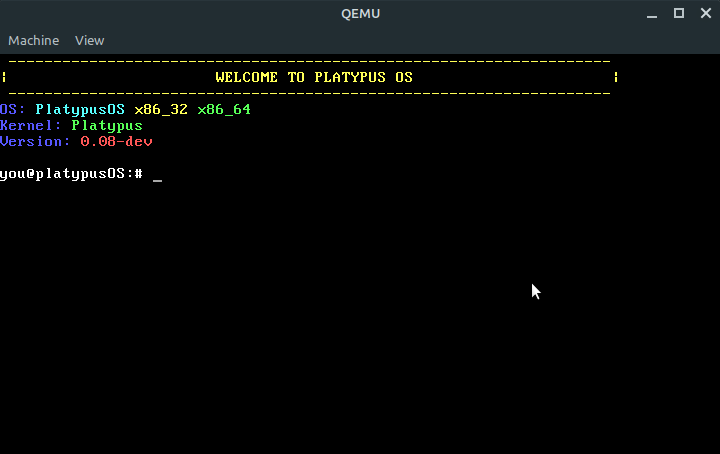 QEMU
Machine View
WELCOME TO PLATYPUS OS
OS: PlatypusOS x86_32 x86_64
Kernel: Platypus
Version: 0.08-dev
you@platypusOS:# _